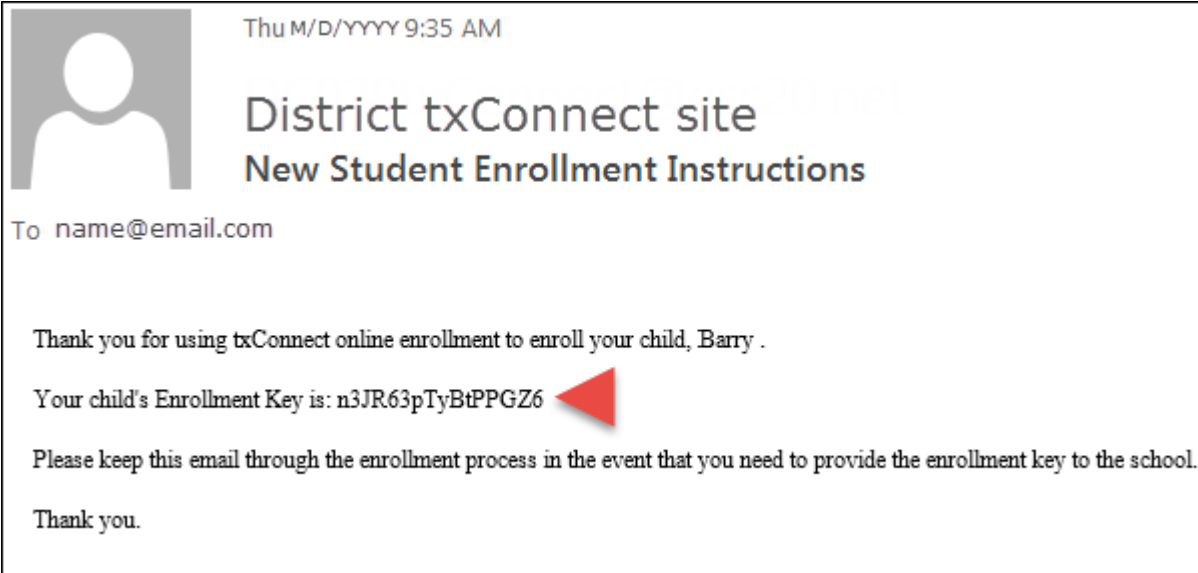 Thu M/D/YYYY 9:35 AM
District txConnect site
New Student Enrollment Instructions
To name@email.com
Thank you for using txConnect online enrollment to enroll your child, Barry .
Your child's Enrollment Key is: n3JR63pTyBtPPGZ6
Please keep this email through the enrollment process in the event that you need to provide the enrollment key to the school.
Thank you.